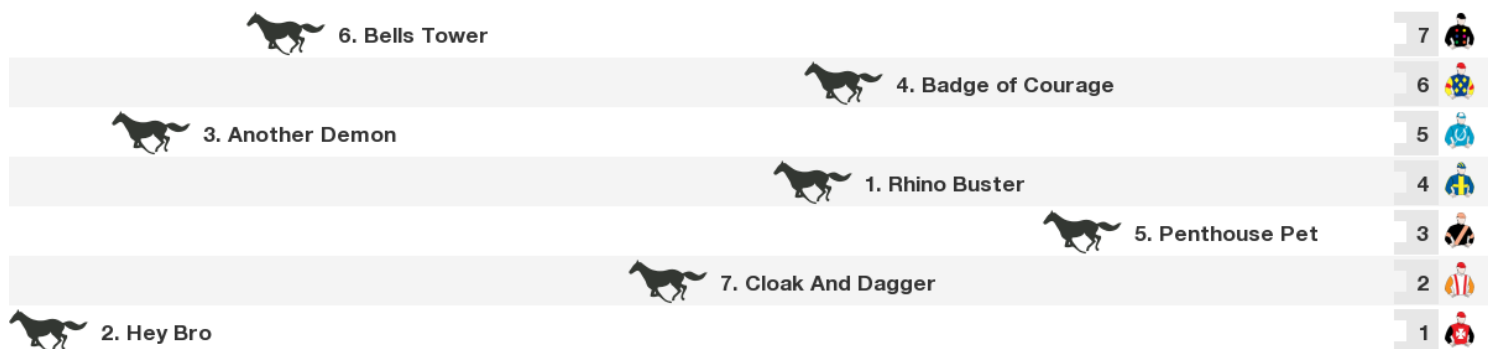 6. Bells Tower 7
4. Badge of Courage 6
3. Another Demon 5
1. Rhino Buster 4
5. Penthouse Pet 3
7. Cloak And Dagger 2
2. Hey Bro 1